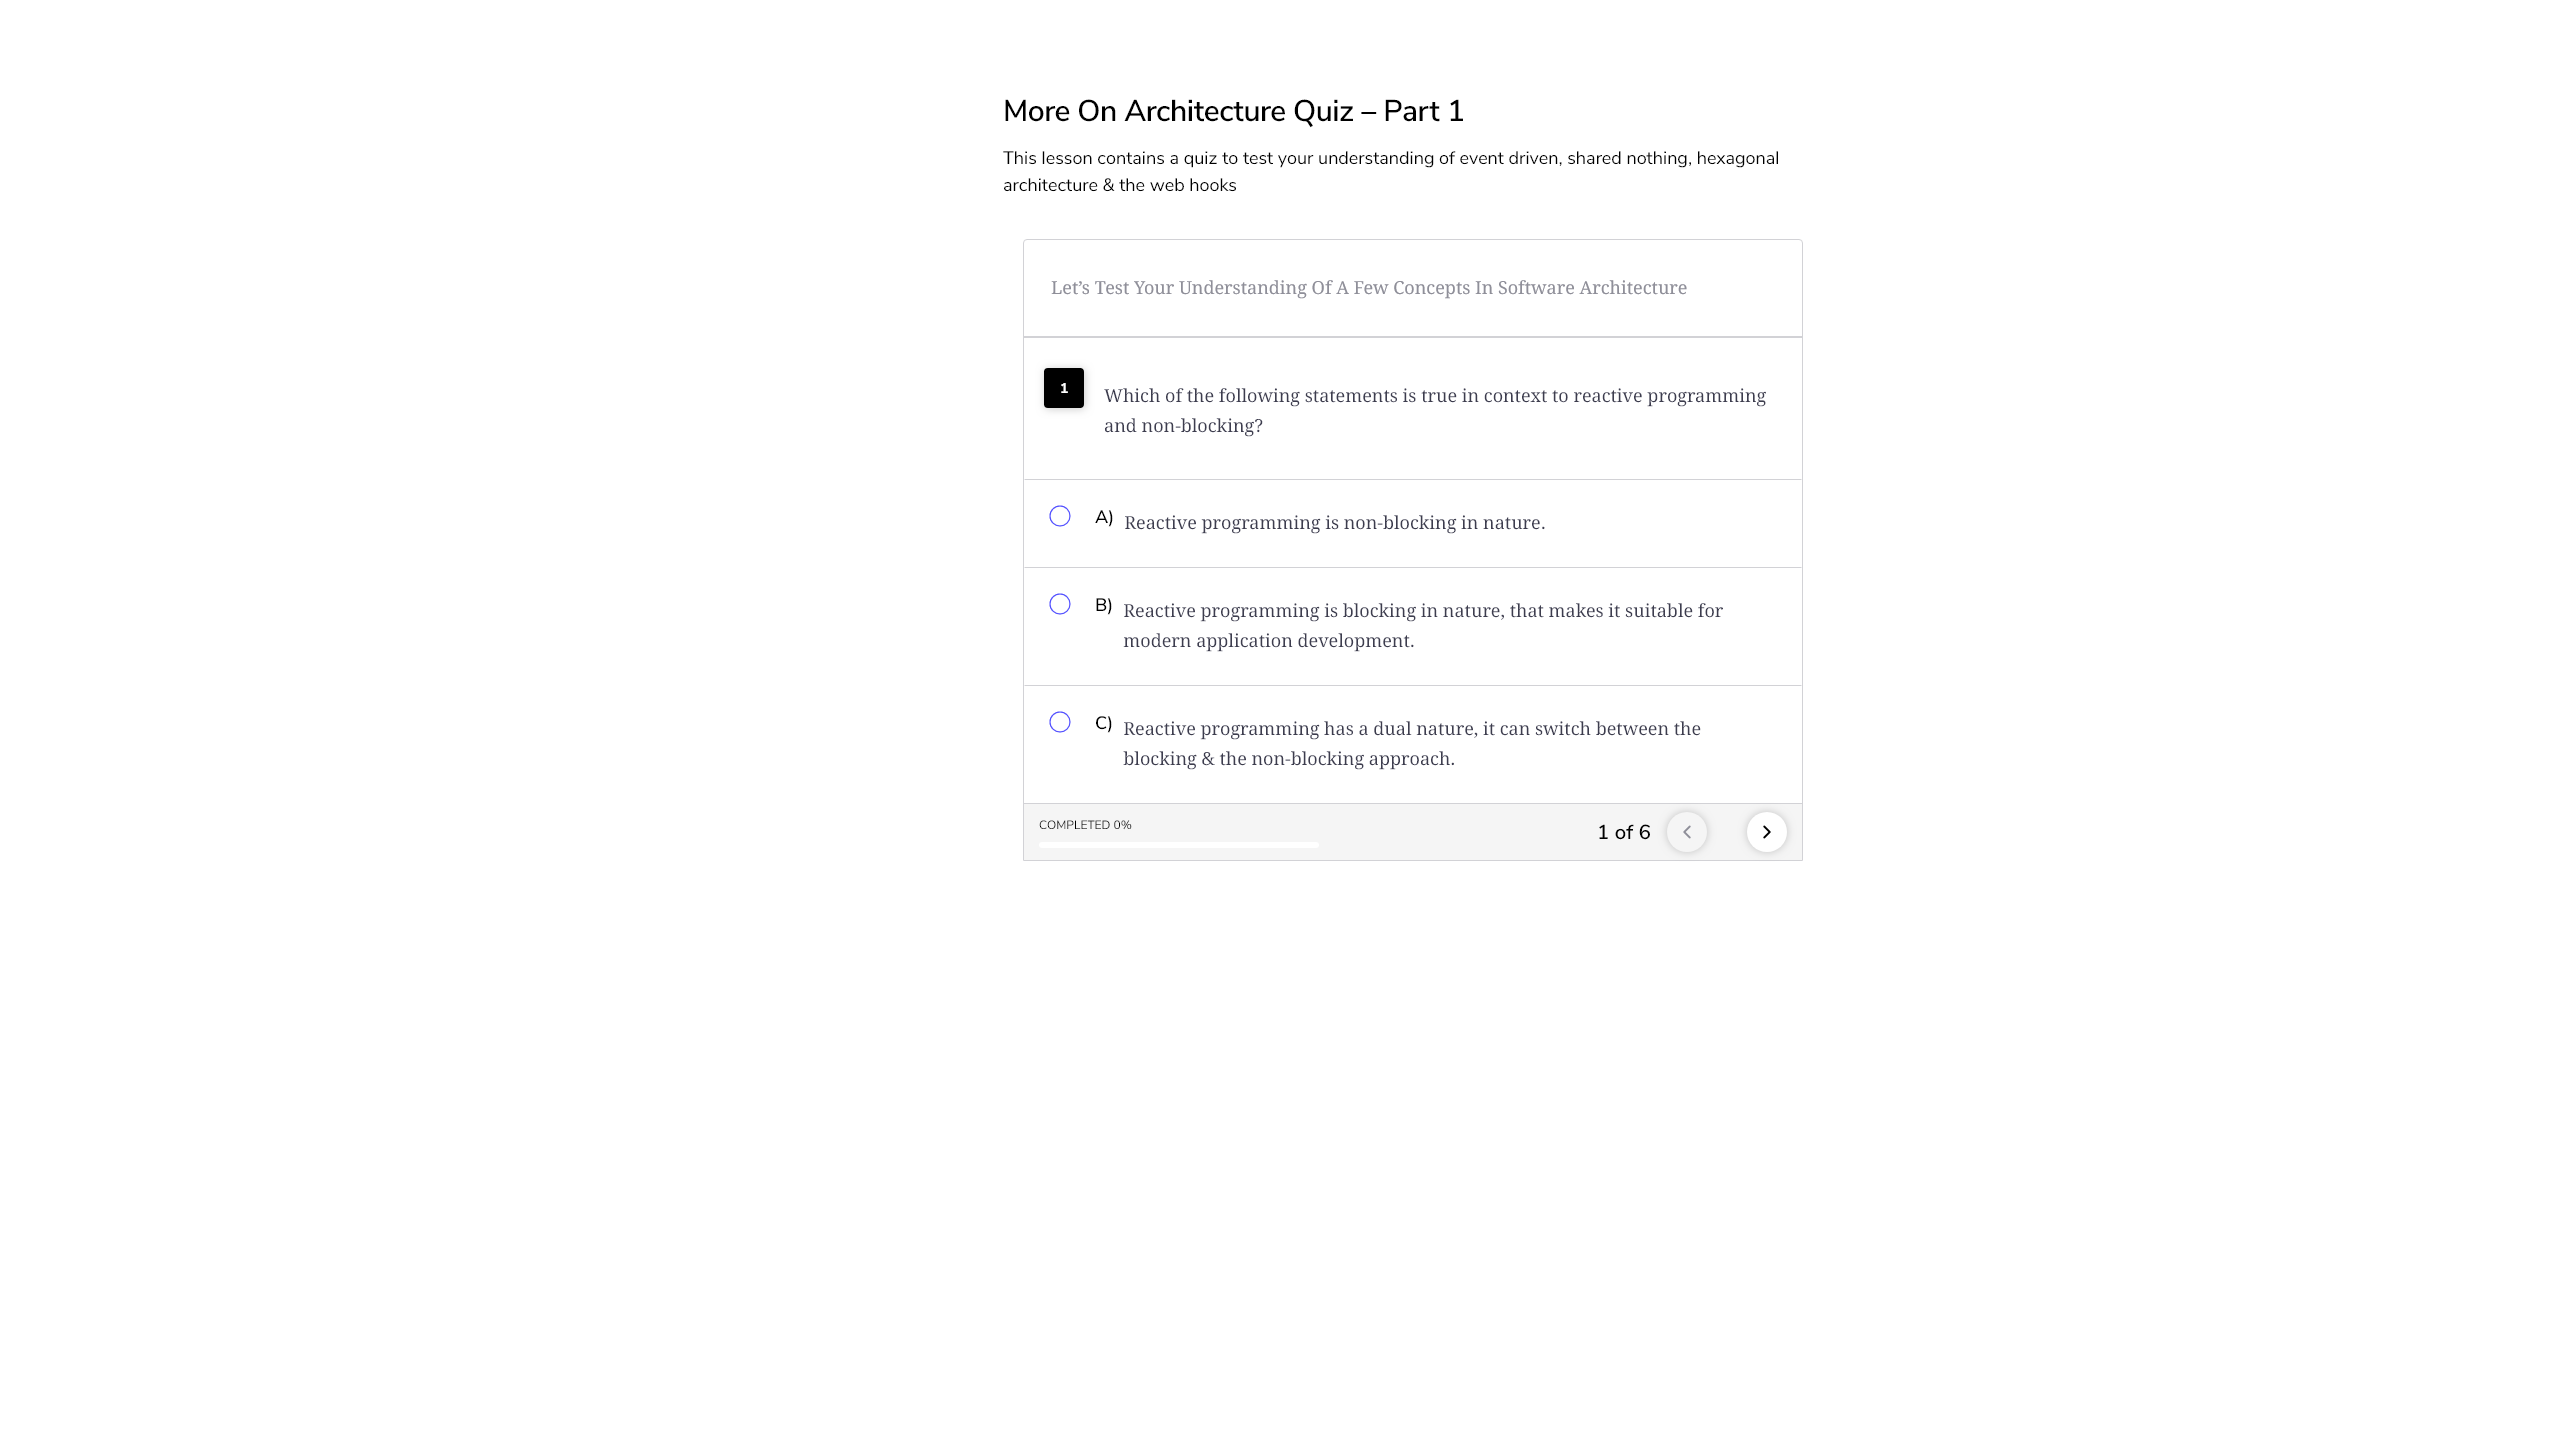 More On Architecture Quiz – Part 1
This lesson contains a quiz to test your understanding of event driven, shared nothing, hexagonal
architecture & the web hooks
Let’s Test Your Understanding Of A Few Concepts In Software Architecture
1
Which of the following statements is true in context to reactive programming
and non-blocking?
A) Reactive programming is non-blocking in nature.
B) Reactive programming is blocking in nature, that makes it suitable for
modern application development.
C) Reactive programming has a dual nature, it can switch between the
blocking & the non-blocking approach.
COMPLETED 0%
1 of 6